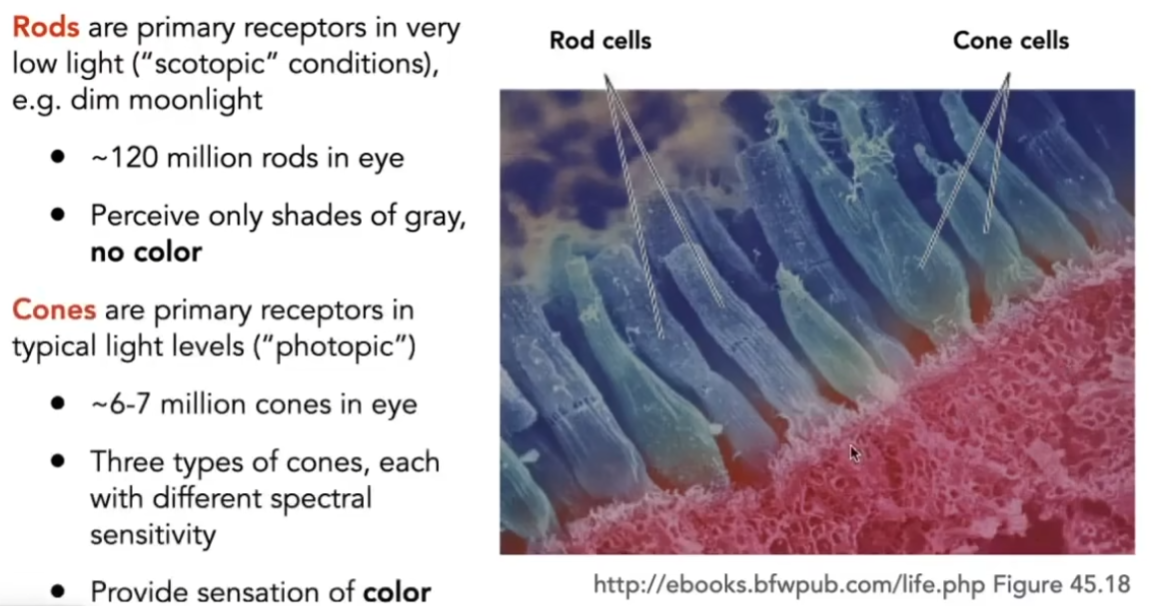 Rods are primary receptors in very
low light (”scotopic” conditions),
e.g. dim moonlight
● ~120 million rods in eye
● Perceive only shades of gray,
no color
Cones are primary receptors in
typical light levels (”photopic”)
● ~6-7 million cones in eye
● Three types of cones, each
with different spectral
sensitivity
● Provide sensation of color
Rod cells
Cone cells
http://ebooks.bfwpub.com/life.php Figure 45.18